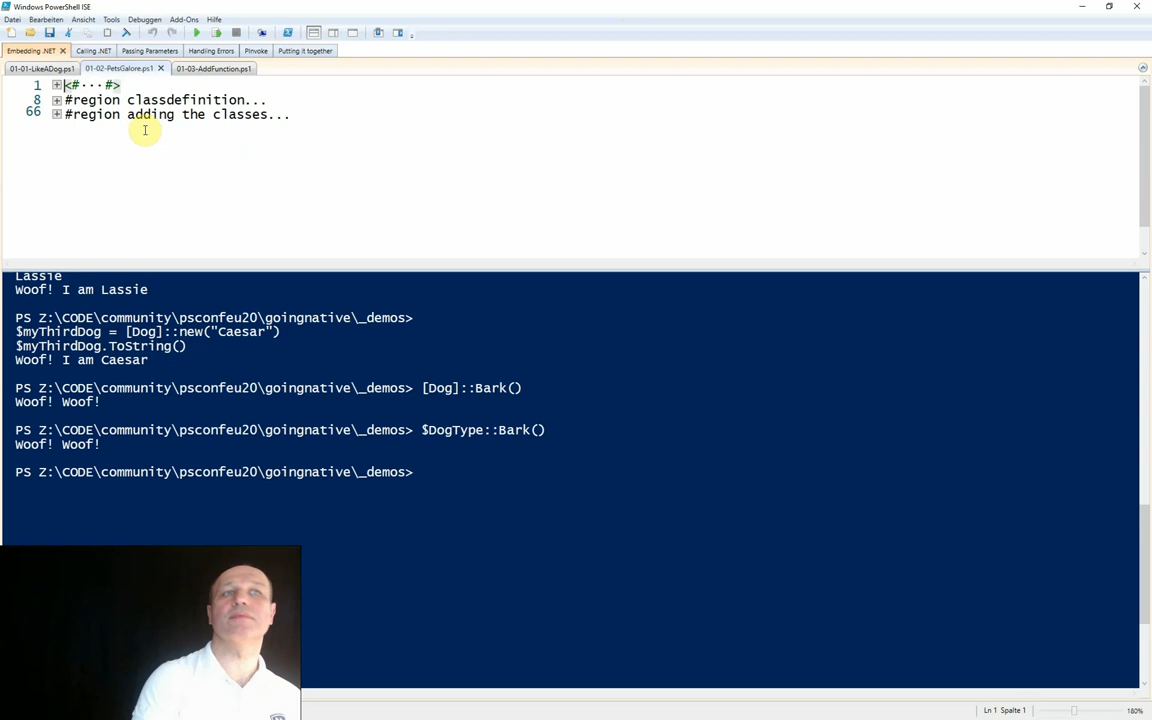 Windows PowerShell ISE
Datei Bearbeiten Ansicht Tools Debuggen Add-Ons Hilfe
Embedding .NET Calling .NET Passing Parameters Handling Errors PInvoke Putting it together
01-01-LikeADog.ps1 01-02-PetsGalore.ps1 01-03-AddFunction.ps1
1 <#···#>
8 #region classdefinition...
66 #region adding the classes...
Lassie
Woof! I am Lassie
PS Z:\CODE\community\psconfeu20\goingnative\_demos>
$myThirdDog = [Dog]::new("Caesar")
$myThirdDog.ToString()
Woof! I am Caesar
PS Z:\CODE\community\psconfeu20\goingnative\_demos> [Dog]::Bark()
Woof! Woof!
PS Z:\CODE\community\psconfeu20\goingnative\_demos> $DogType::Bark()
Woof! Woof!
PS Z:\CODE\community\psconfeu20\goingnative\_demos>
Ln 1 Spalte 1 180%